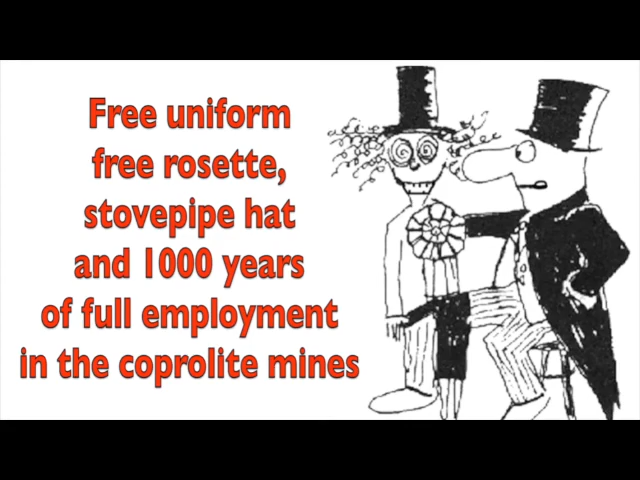 Free uniform
free rosette,
stovepipe hat
and 1000 years
of full employment
in the coprolite mines